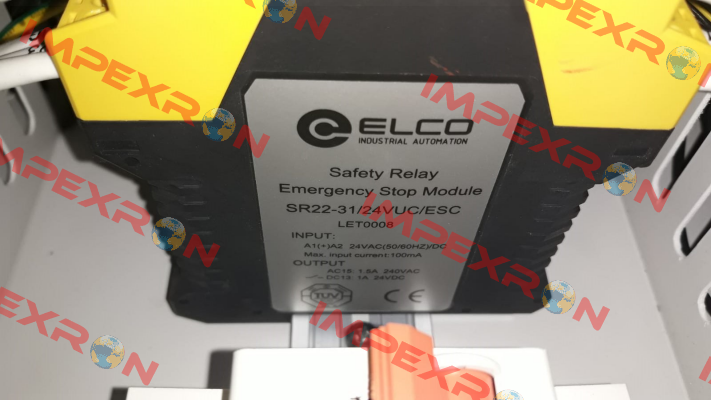 ELCO
INDUSTRIAL AUTOMATION
Safety Relay
Emergency Stop Module
SR22-31/24VUC/ESC
LET0008
INPUT:
A1(+)A2 24VAC(50/60HZ)/DC
Max. input current:100mA
OUTPUT
AC15: 1.5A 240VAC
DC13: 1A 24VDC
TUV CE
IMPEXRON
IMPEXRON
IMPEXRON
IMPEXRON
IMPEXRON